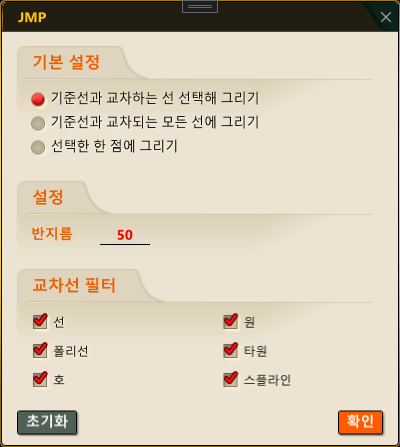 JMP
기본 설정
기준선과 교차하는 선 선택해 그리기
기준선과 교차되는 모든 선에 그리기
선택한 한 점에 그리기
설정
반지름 50
교차선 필터
선 원
폴리선 타원
호 스플라인
초기화 확인